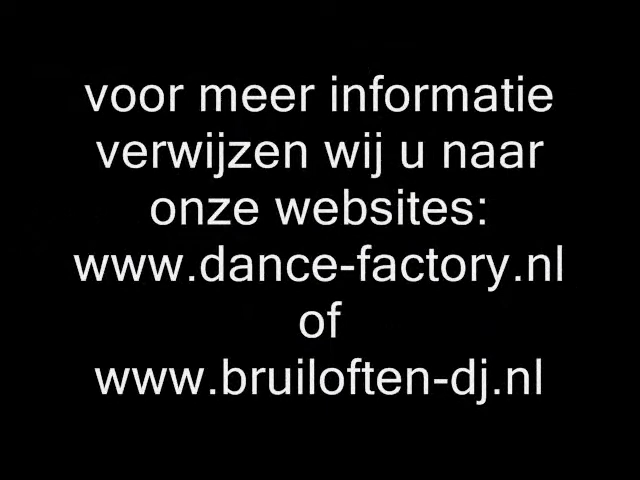 voor meer informatie
verwijzen wij u naar
onze websites:
www.dance-factory.nl
of
www.bruiloften-dj.nl